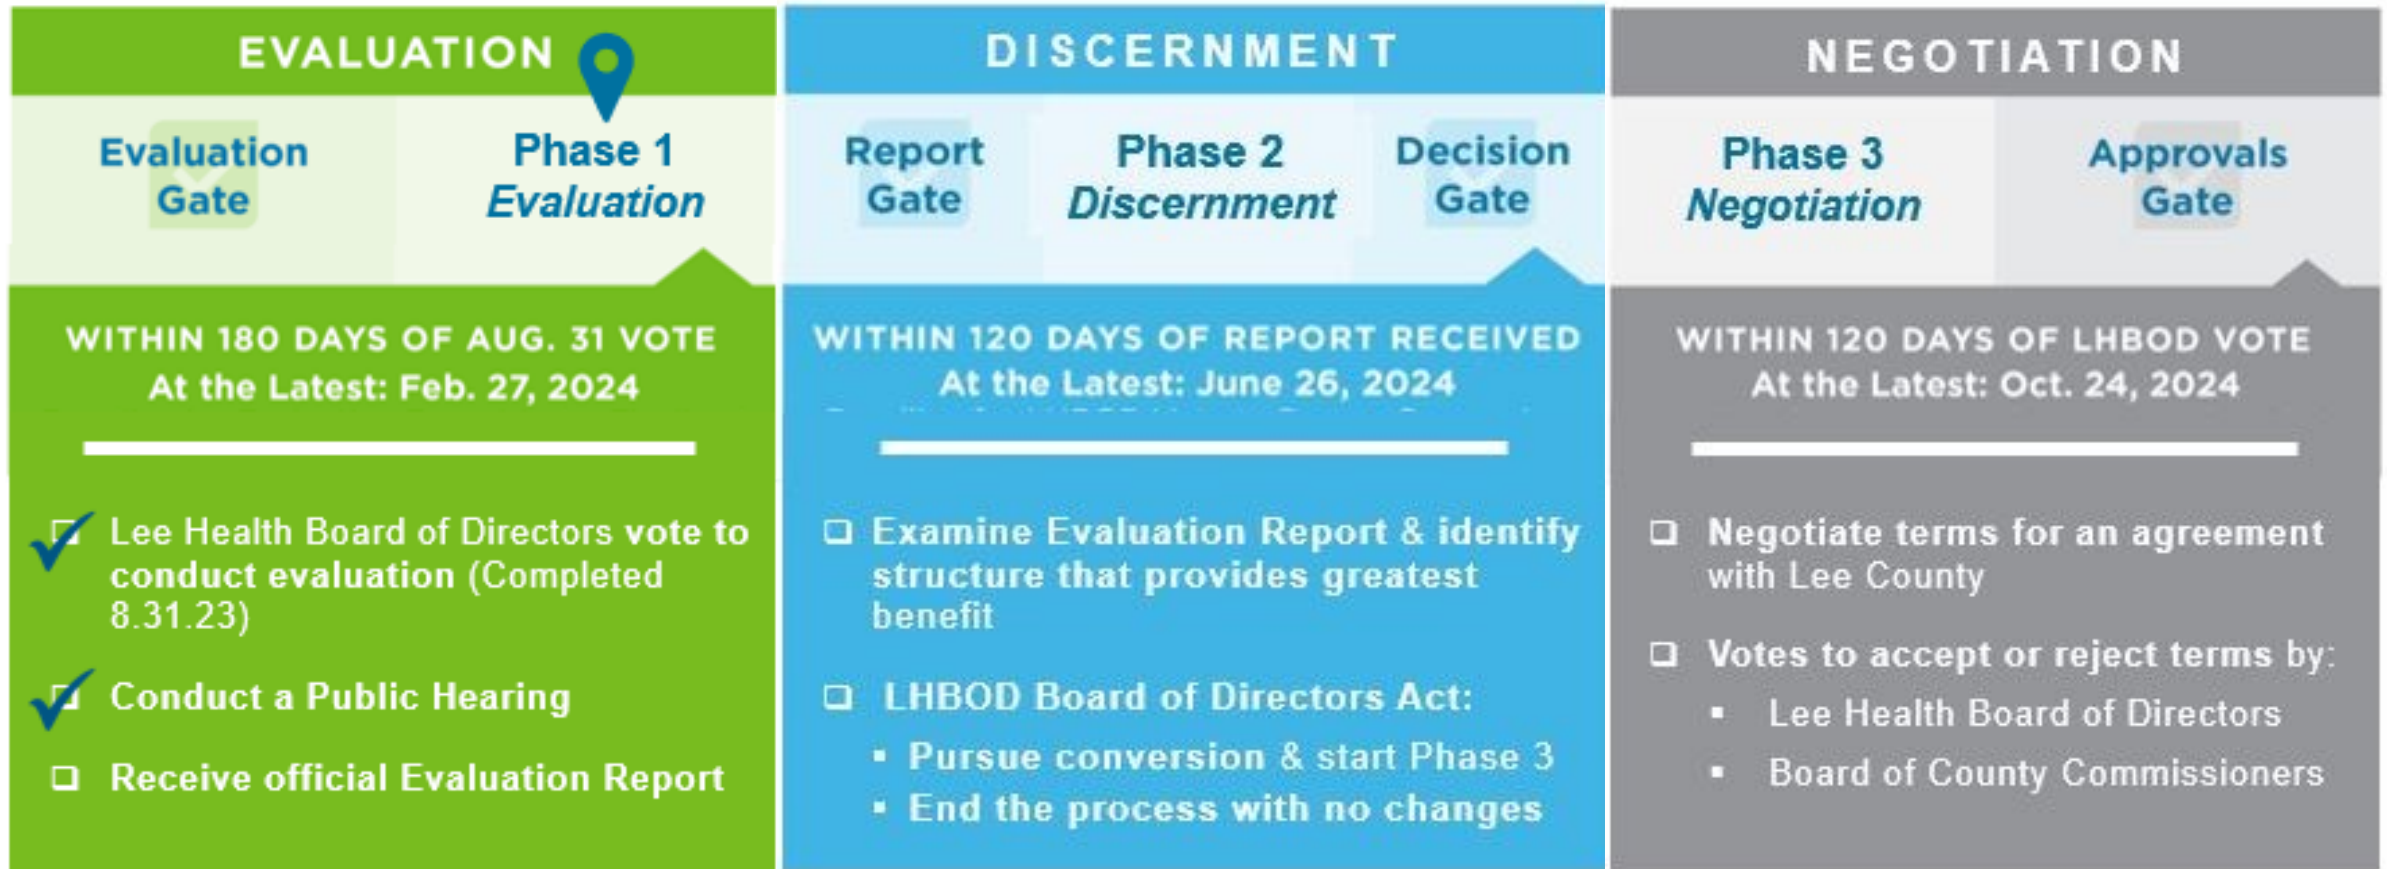 EVALUATION
Evaluation
Gate
Phase 1
Evaluation
WITHIN 180 DAYS OF AUG. 31 VOTE
At the Latest: Feb. 27, 2024
Lee Health Board of Directors vote to
conduct evaluation (Completed
8.31.23)
Conduct a Public Hearing
Receive official Evaluation Report
DISCERNMENT
Report
Gate
Phase 2
Discernment
Decision
Gate
WITHIN 120 DAYS OF REPORT RECEIVED
At the Latest: June 26, 2024
Examine Evaluation Report & identify
structure that provides greatest
benefit
LHBOD Board of Directors Act:
Pursue conversion & start Phase 3
End the process with no changes
NEGOTIATION
Phase 3
Negotiation
Approvals
Gate
WITHIN 120 DAYS OF LHBOD VOTE
At the Latest: Oct. 24, 2024
Negotiate terms for an agreement
with Lee County
Votes to accept or reject terms by:
Lee Health Board of Directors
Board of County Commissioners